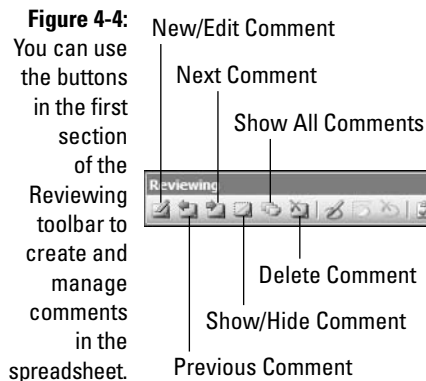 Figure 4-4:
You can use
the buttons
in the first
section
of the
Reviewing
toolbar to
create and
manage
comments
in the
spreadsheet.
New/Edit Comment
Next Comment
Show All Comments
Reviewing
Delete Comment
Show/Hide Comment
Previous Comment